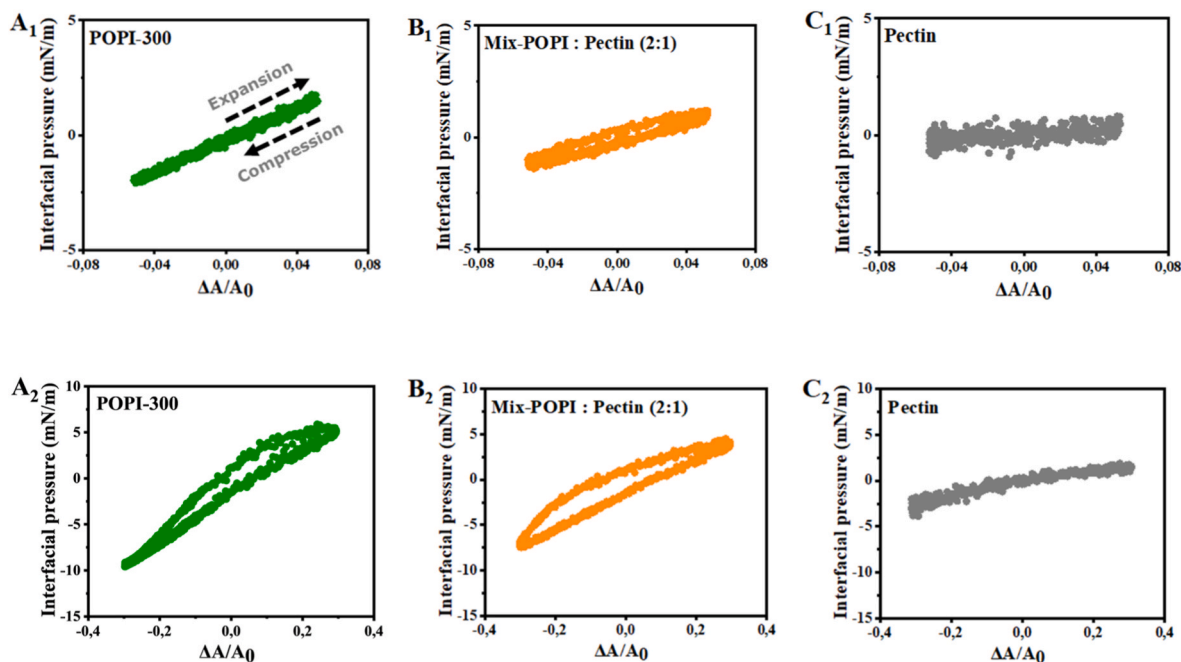 A1
POPI-300
Interfacial pressure (mN/m)
5
0
-5
Expansion
Compression
-0,08 -0,04 0,00 0,04 0,08
ΔA/A0
B1
Mix-POPI : Pectin (2:1)
Interfacial pressure (mN/m)
5
0
-5
-0,08 -0,04 0,00 0,04 0,08
ΔA/A0
C1
Pectin
Interfacial pressure (mN/m)
5
0
-5
-0,08 -0,04 0,00 0,04 0,08
ΔA/A0
A2
POPI-300
Interfacial pressure (mN/m)
10
5
0
-5
-10
-15
-0,4 -0,2 0,0 0,2 0,4
ΔA/A0
B2
Mix-POPI : Pectin (2:1)
Interfacial pressure (mN/m)
10
5
0
-5
-10
-15
-0,4 -0,2 0,0 0,2 0,4
ΔA/A0
C2
Pectin
Interfacial pressure (mN/m)
10
5
0
-5
-10
-15
-0,4 -0,2 0,0 0,2 0,4
ΔA/A0